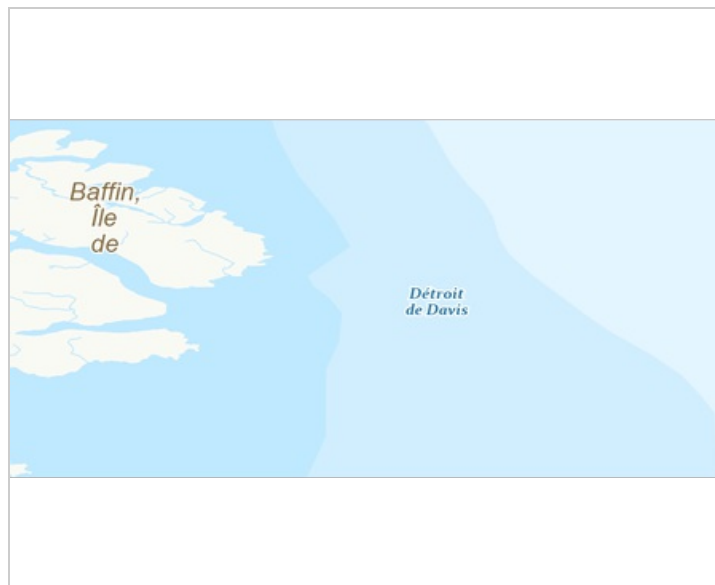 Baffin,
Île
de
Détroit
de Davis